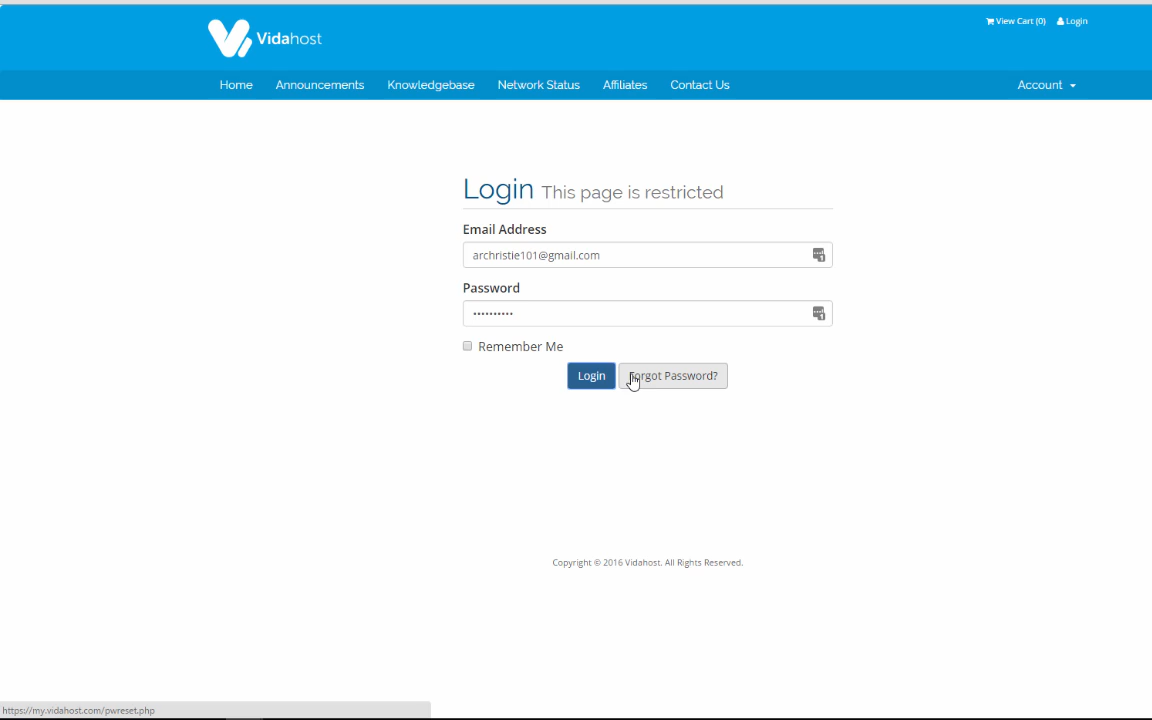 View Cart (0) Login
Vidahost
Home Announcements Knowledgebase Network Status Affiliates Contact Us Account
Login This page is restricted
Email Address
archristie101@gmail.com
Password
••••••••••
Remember Me
Login Forgot Password?
Copyright © 2016 Vidahost. All Rights Reserved.
https://my.vidahost.com/pwreset.php